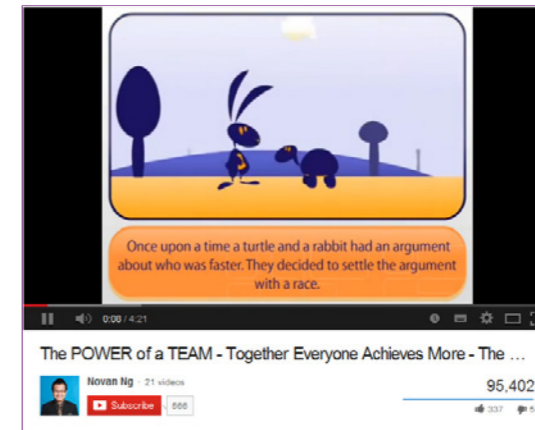 Once upon a time a turtle and a rabbit had an argument
about who was faster. They decided to settle the argument
with a race.
0:08 / 4:21
The POWER of a TEAM - Together Everyone Achieves More - The ...
Novan Ng · 21 videos
Subscribe 566
95,402
337